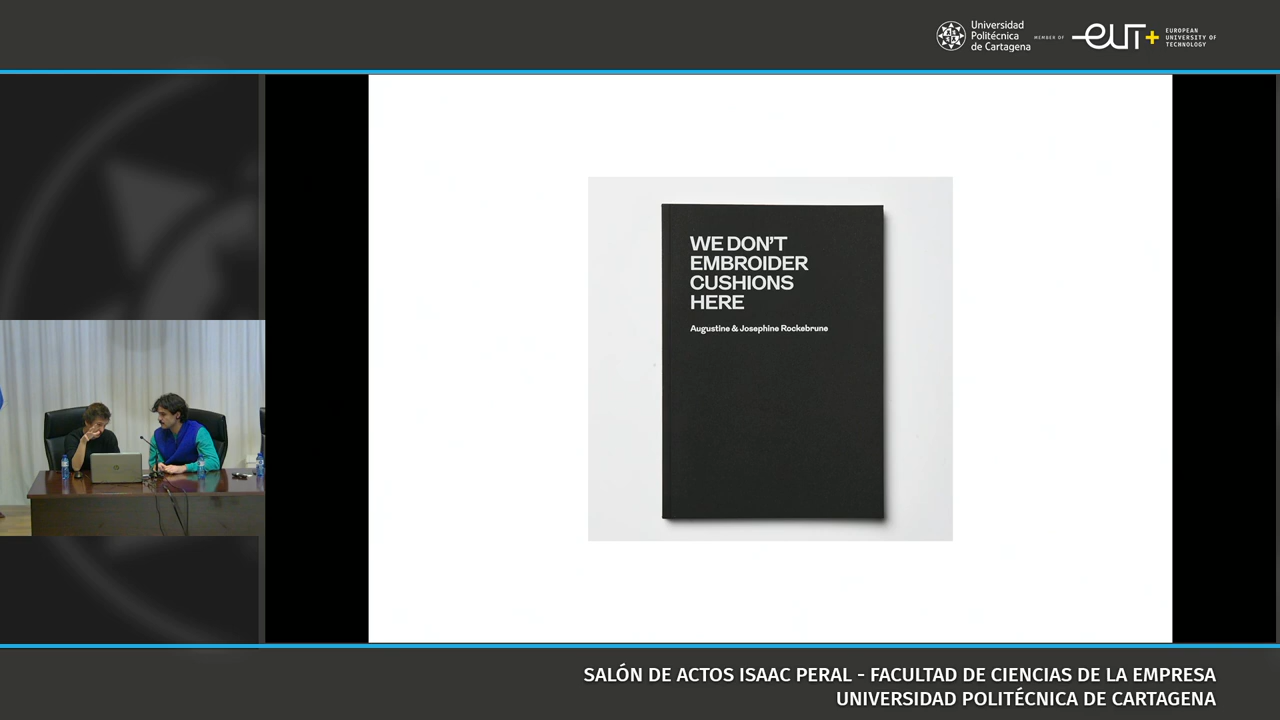 Universidad
Politécnica
de Cartagena
MEMBER OF
EUT+
EUROPEAN
UNIVERSITY OF
TECHNOLOGY
WE DON'T
EMBROIDER
CUSHIONS
HERE
Augustine & Josephine Rockebrune
SALÓN DE ACTOS ISAAC PERAL - FACULTAD DE CIENCIAS DE LA EMPRESA
UNIVERSIDAD POLITÉCNICA DE CARTAGENA